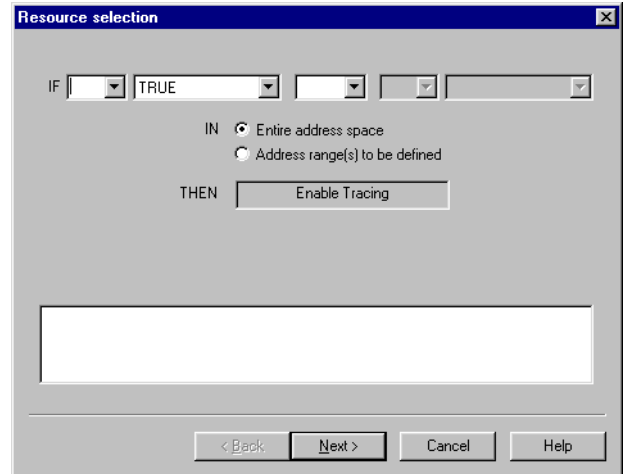 Resource selection
IF TRUE
IN Entire address space
Address range(s) to be defined
THEN Enable Tracing
< Back Next > Cancel Help